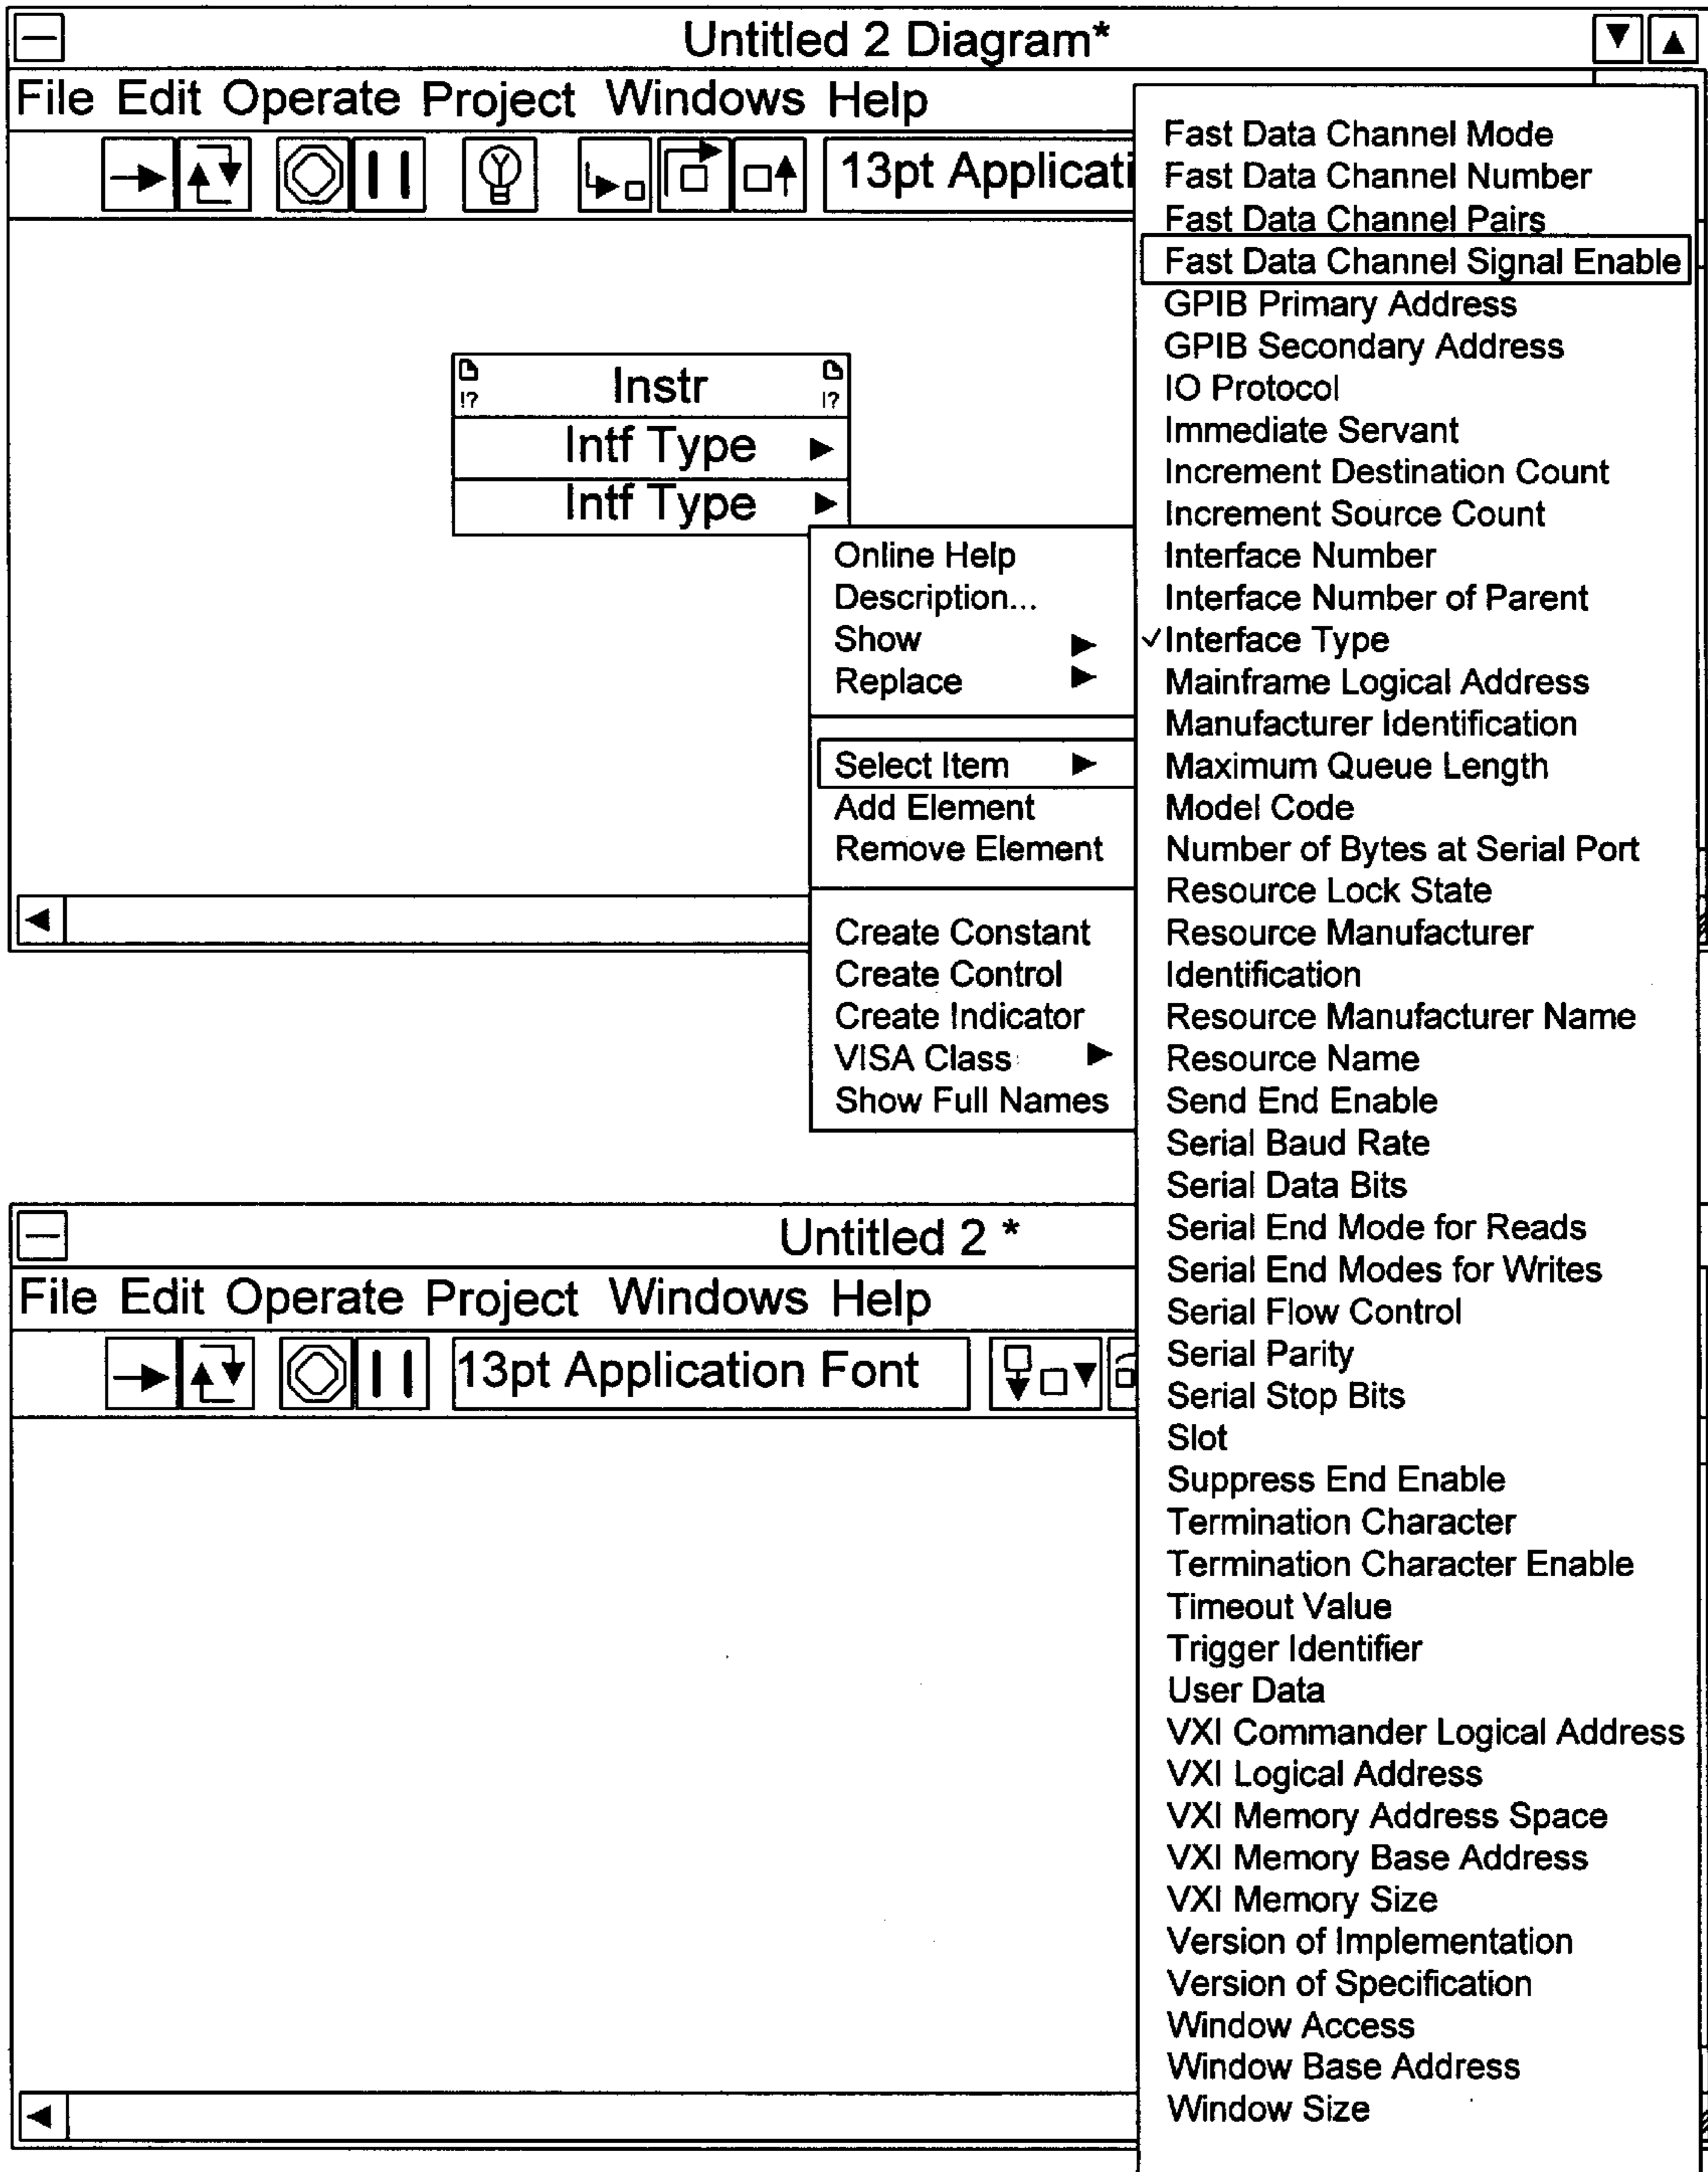 Untitled 2 Diagram*
File Edit Operate Project Windows Help
13pt Applicati
Instr
!?
!?
Intf Type
Intf Type
Online Help
Description...
Show
Replace
Select Item
Add Element
Remove Element
Create Constant
Create Control
Create Indicator
VISA Class
Show Full Names
Fast Data Channel Mode
Fast Data Channel Number
Fast Data Channel Pairs
Fast Data Channel Signal Enable
GPIB Primary Address
GPIB Secondary Address
IO Protocol
Immediate Servant
Increment Destination Count
Increment Source Count
Interface Number
Interface Number of Parent
✓Interface Type
Mainframe Logical Address
Manufacturer Identification
Maximum Queue Length
Model Code
Number of Bytes at Serial Port
Resource Lock State
Resource Manufacturer
Identification
Resource Manufacturer Name
Resource Name
Send End Enable
Serial Baud Rate
Serial Data Bits
Serial End Mode for Reads
Serial End Modes for Writes
Serial Flow Control
Serial Parity
Serial Stop Bits
Slot
Suppress End Enable
Termination Character
Termination Character Enable
Timeout Value
Trigger Identifier
User Data
VXI Commander Logical Address
VXI Logical Address
VXI Memory Address Space
VXI Memory Base Address
VXI Memory Size
Version of Implementation
Version of Specification
Window Access
Window Base Address
Window Size
Untitled 2 *
File Edit Operate Project Windows Help
13pt Application Font